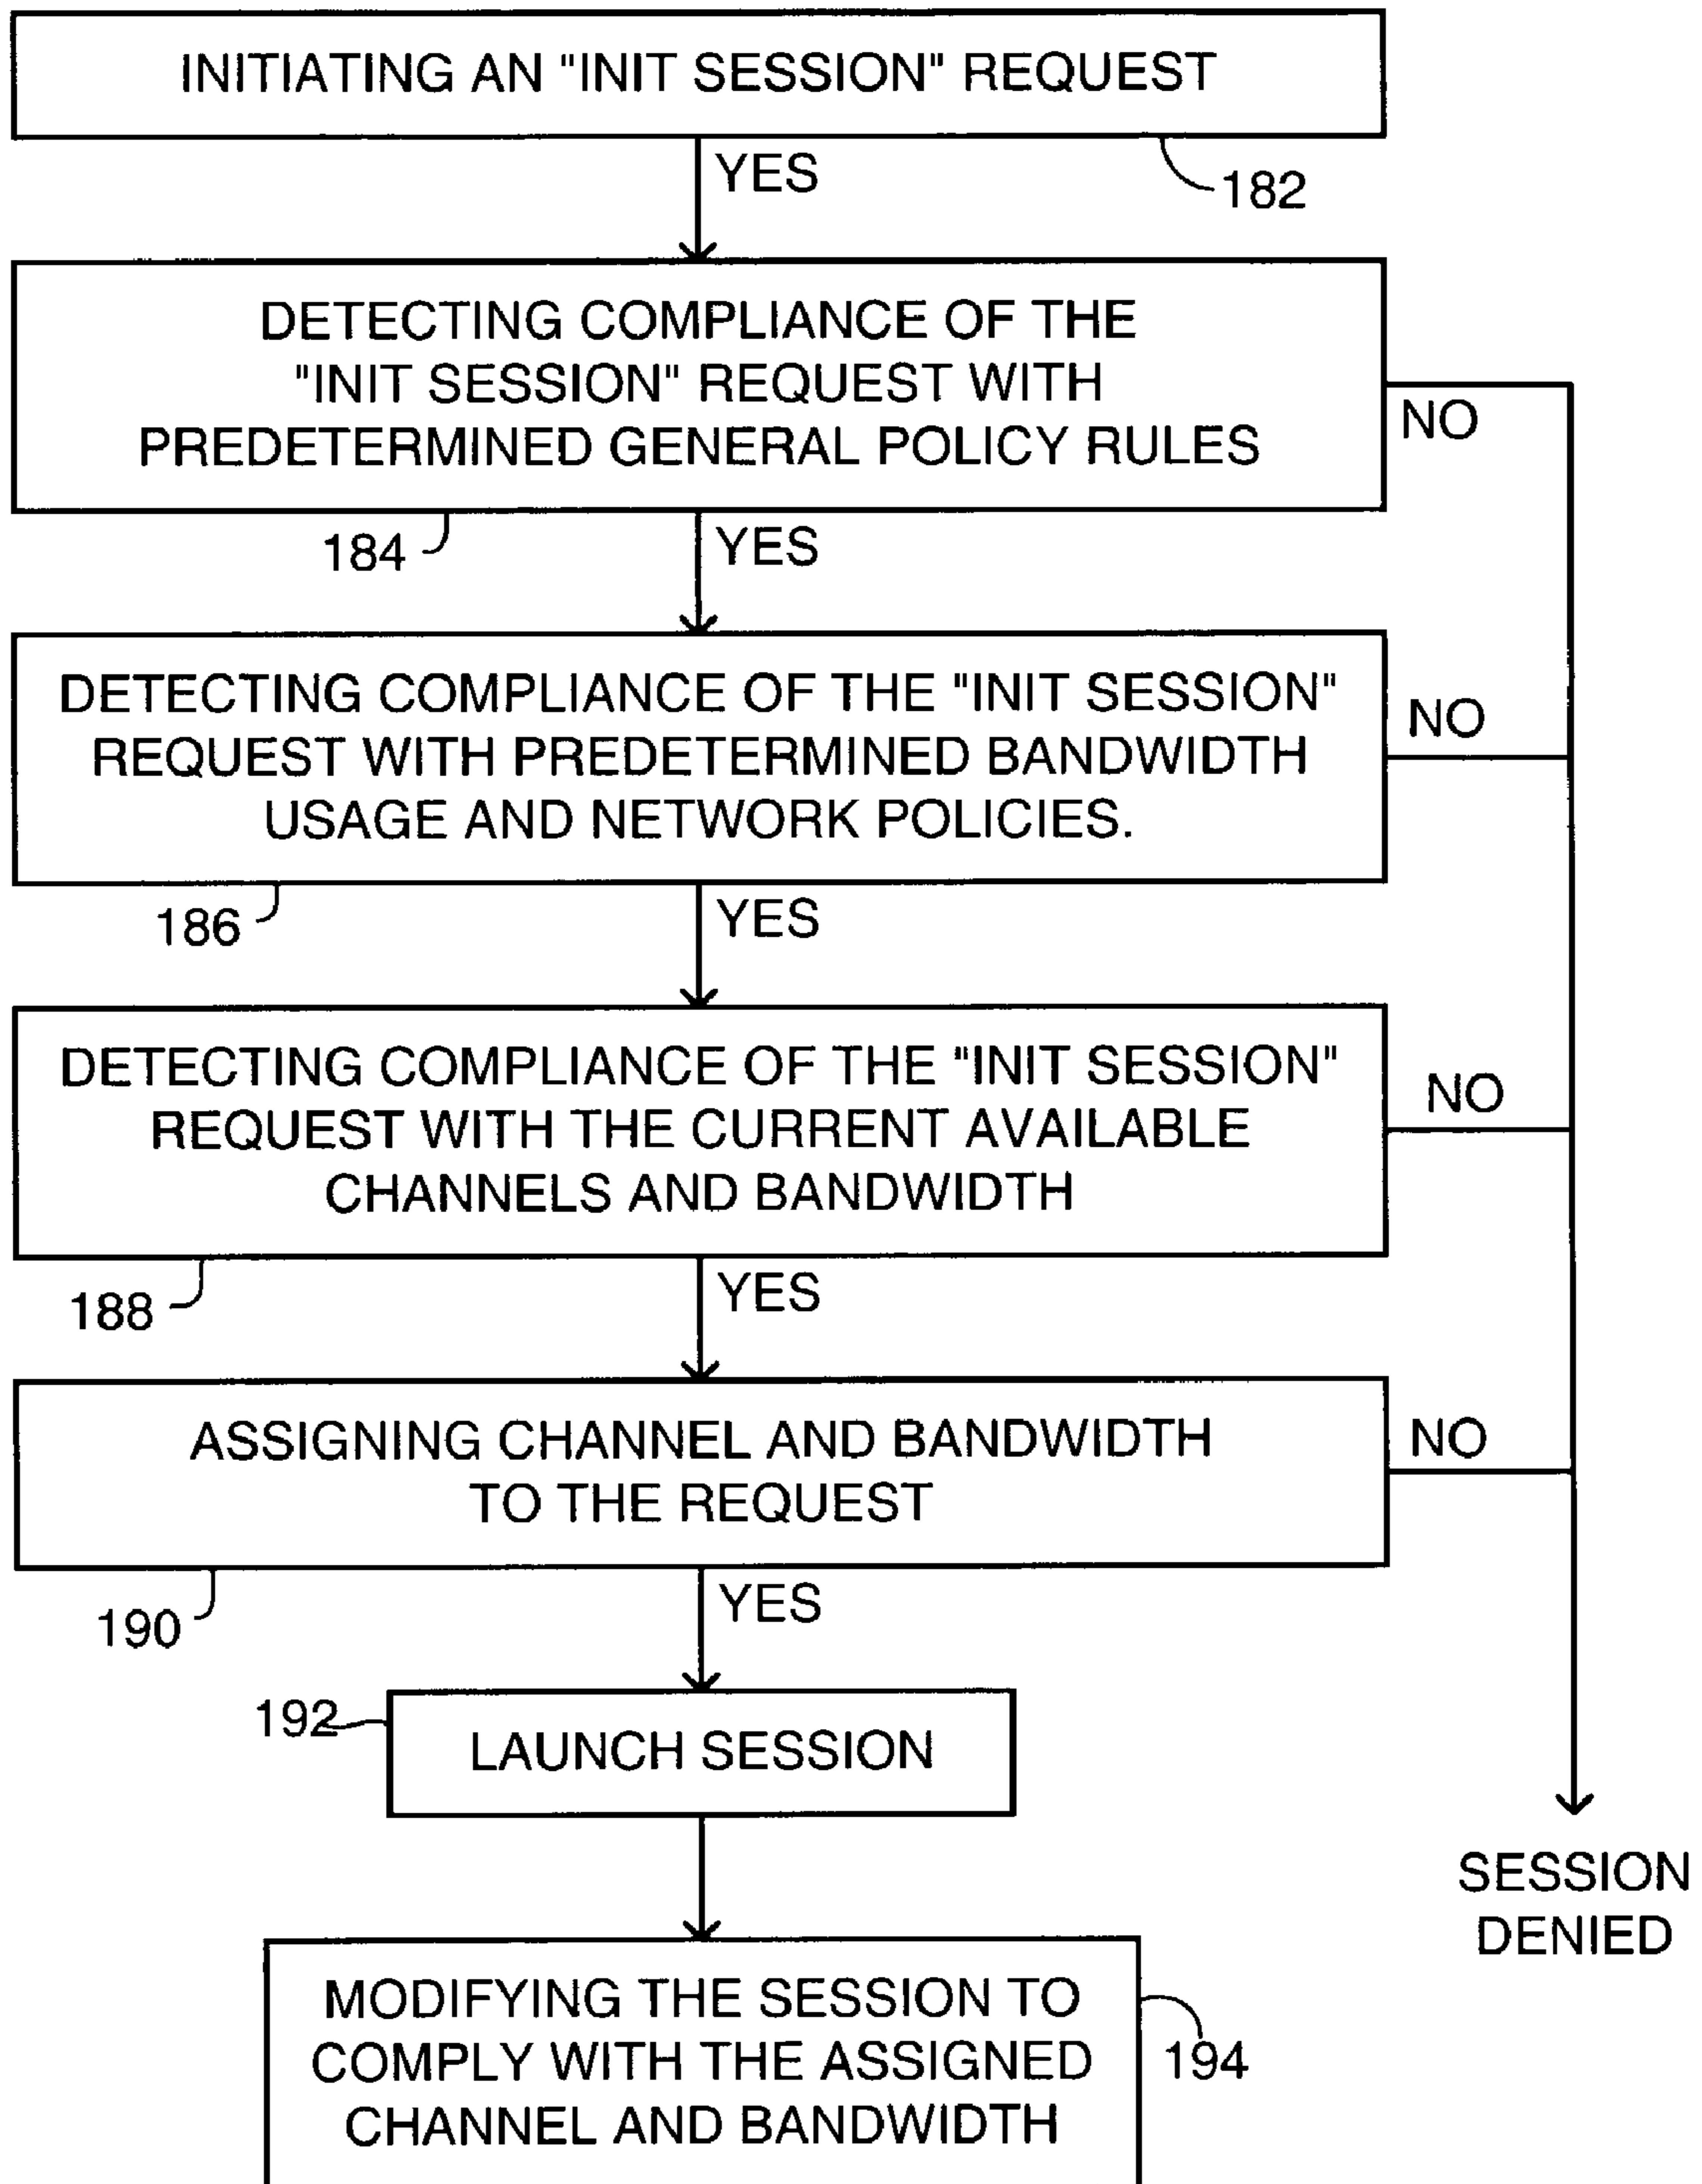 INITIATING AN "INIT SESSION" REQUEST
YES
182
DETECTING COMPLIANCE OF THE
"INIT SESSION" REQUEST WITH
PREDETERMINED GENERAL POLICY RULES
NO
184
YES
DETECTING COMPLIANCE OF THE "INIT SESSION"
REQUEST WITH PREDETERMINED BANDWIDTH
USAGE AND NETWORK POLICIES.
NO
186
YES
DETECTING COMPLIANCE OF THE "INIT SESSION"
REQUEST WITH THE CURRENT AVAILABLE
CHANNELS AND BANDWIDTH
NO
188
YES
ASSIGNING CHANNEL AND BANDWIDTH
TO THE REQUEST
NO
190
YES
192
LAUNCH SESSION
SESSION
DENIED
MODIFYING THE SESSION TO
COMPLY WITH THE ASSIGNED
CHANNEL AND BANDWIDTH
194